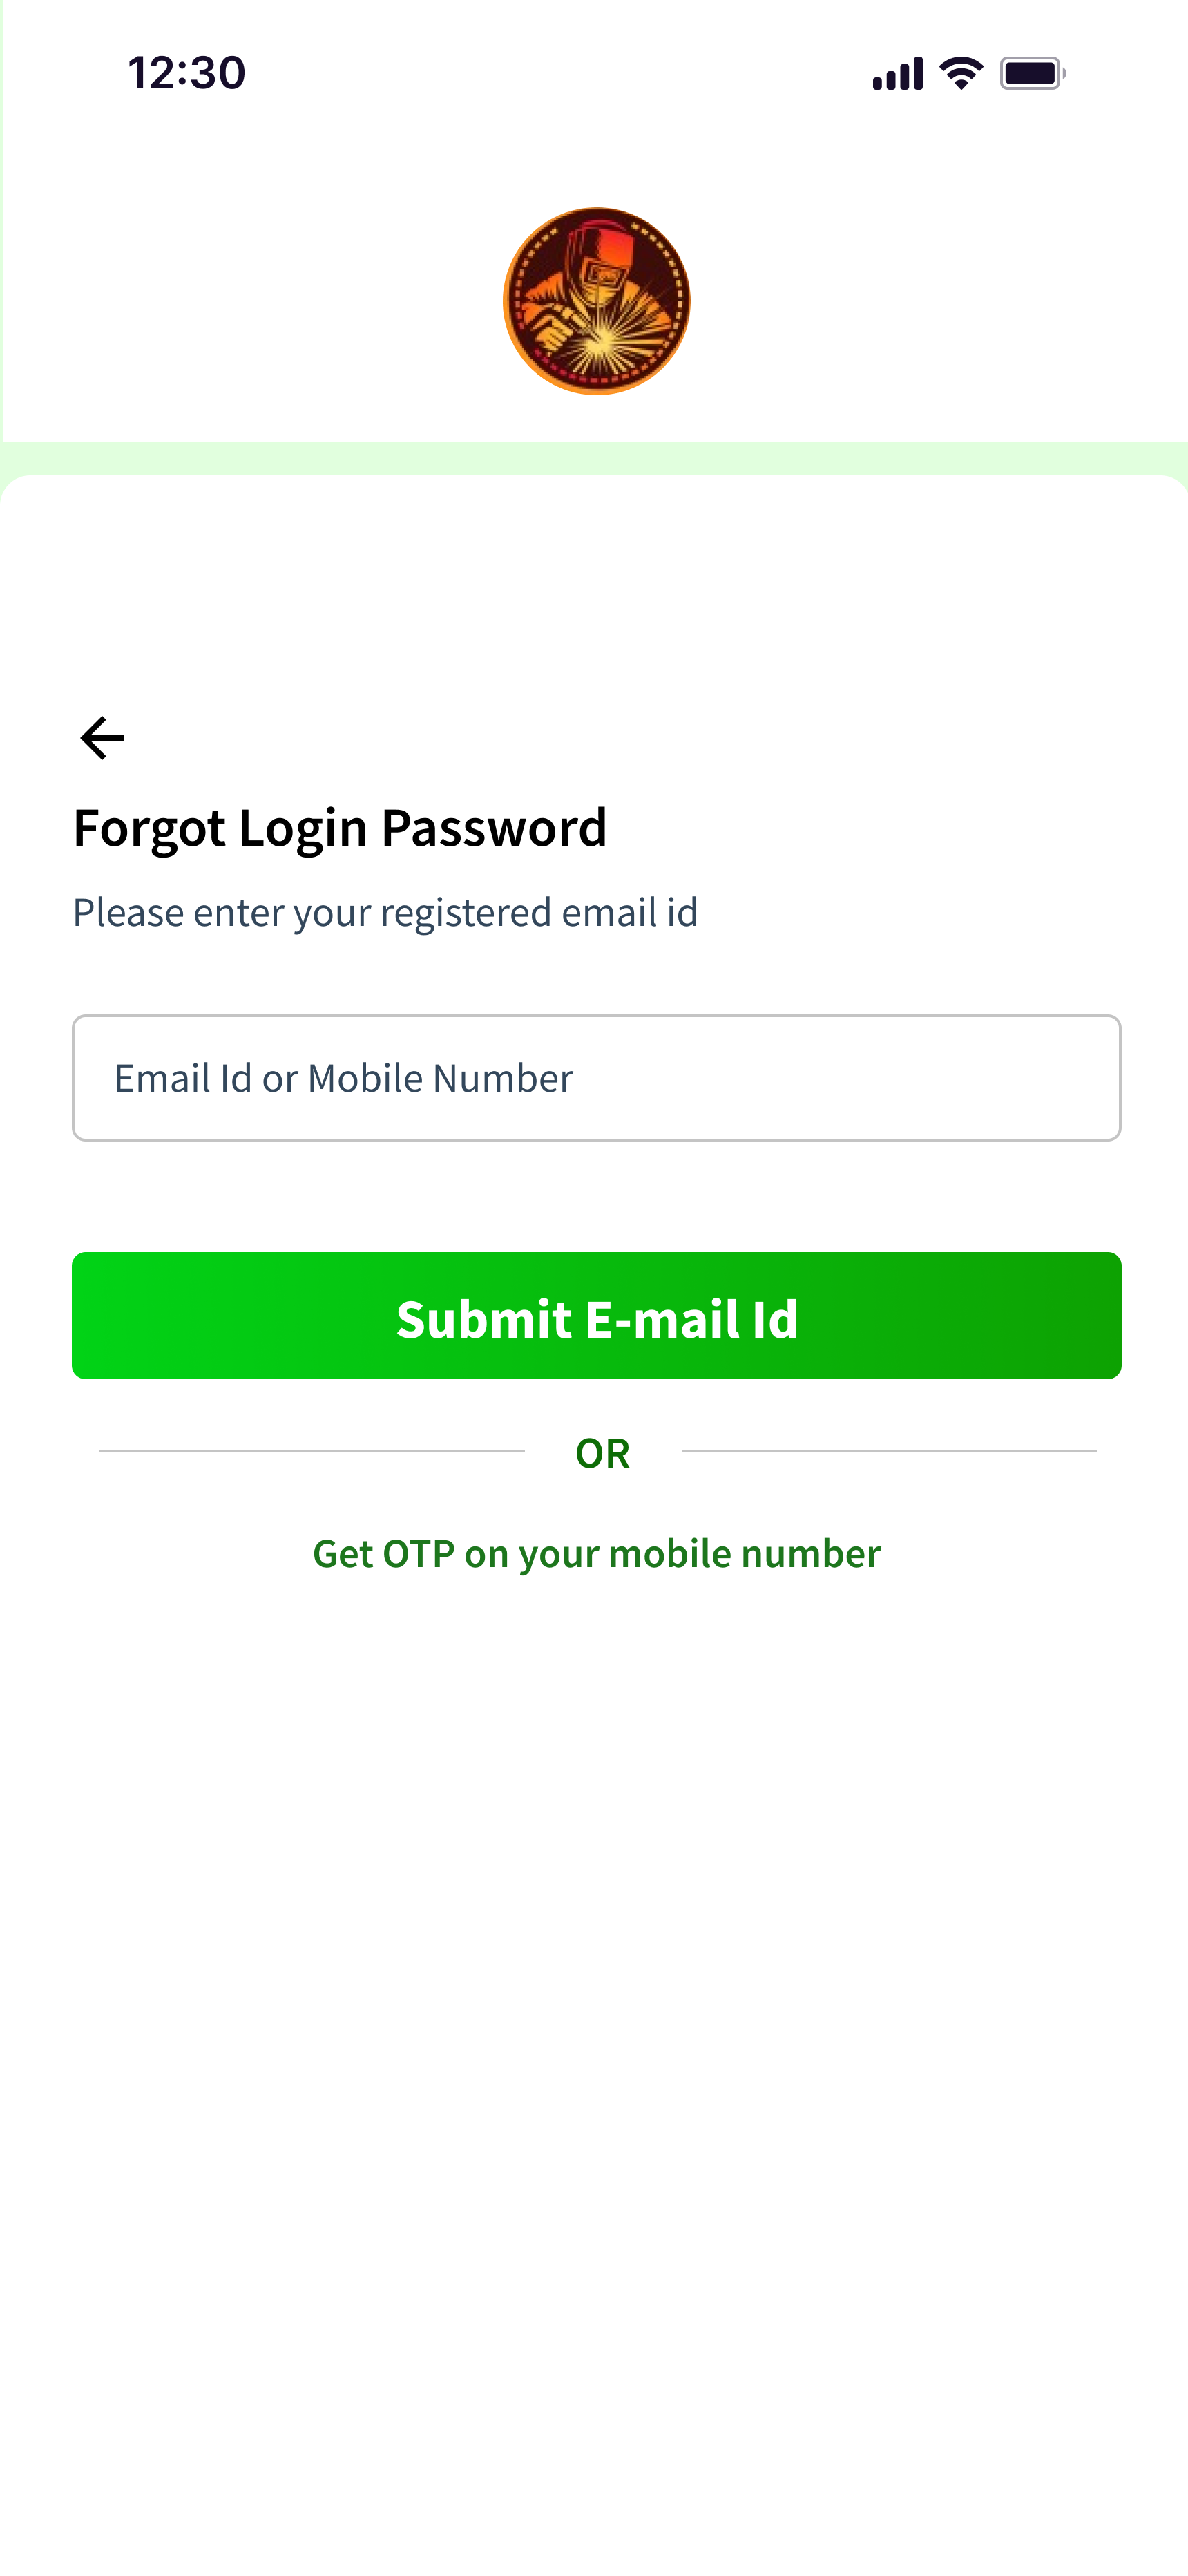 12:30
Forgot Login Password
Please enter your registered email id
Email Id or Mobile Number
Submit E-mail Id
OR
Get OTP on your mobile number